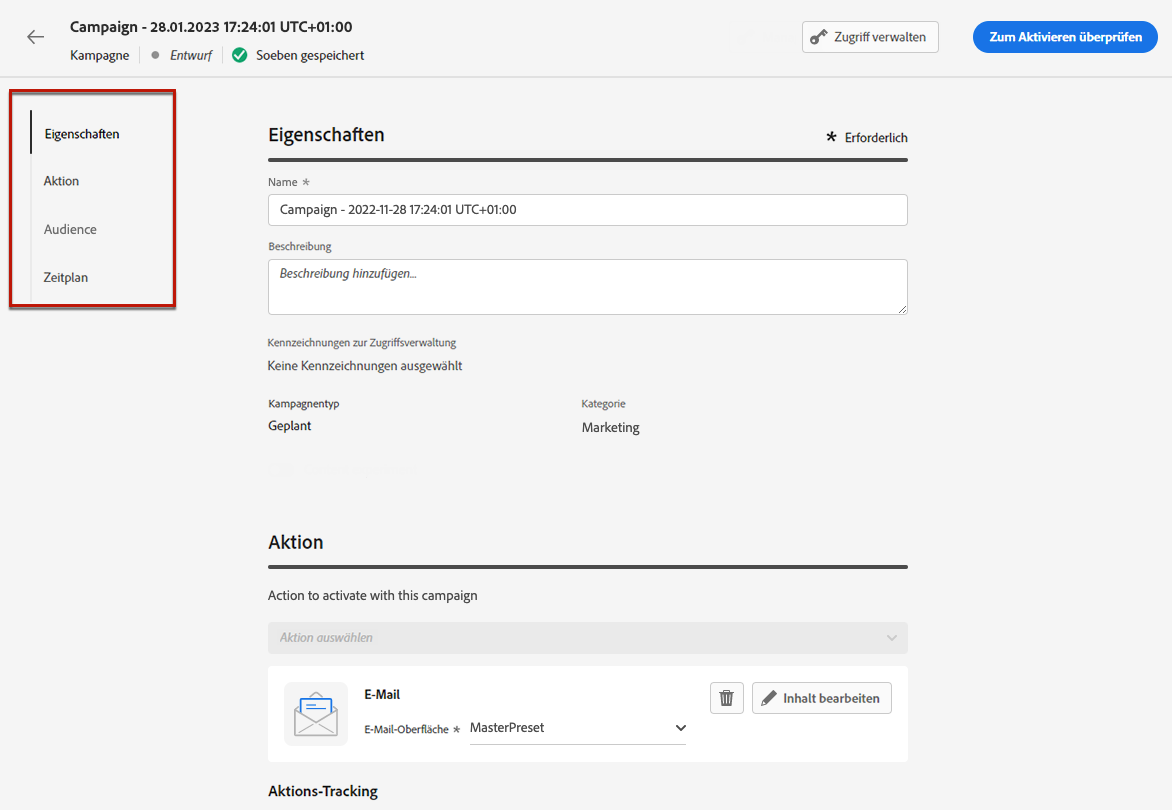 Campaign - 28.01.2023 17:24:01 UTC+01:00
Kampagne Entwurf Soeben gespeichert
Zugriff verwalten
Zum Aktivieren überprüfen
Eigenschaften
Aktion
Audience
Zeitplan
Eigenschaften
* Erforderlich
Name *
Campaign - 2022-11-28 17:24:01 UTC+01:00
Beschreibung
Beschreibung hinzufügen...
Kennzeichnungen zur Zugriffsverwaltung
Keine Kennzeichnungen ausgewählt
Kampagnentyp
Geplant
Kategorie
Marketing
Aktion
Action to activate with this campaign
Aktion auswählen
E-Mail
E-Mail-Oberfläche * MasterPreset
Inhalt bearbeiten
Aktions-Tracking